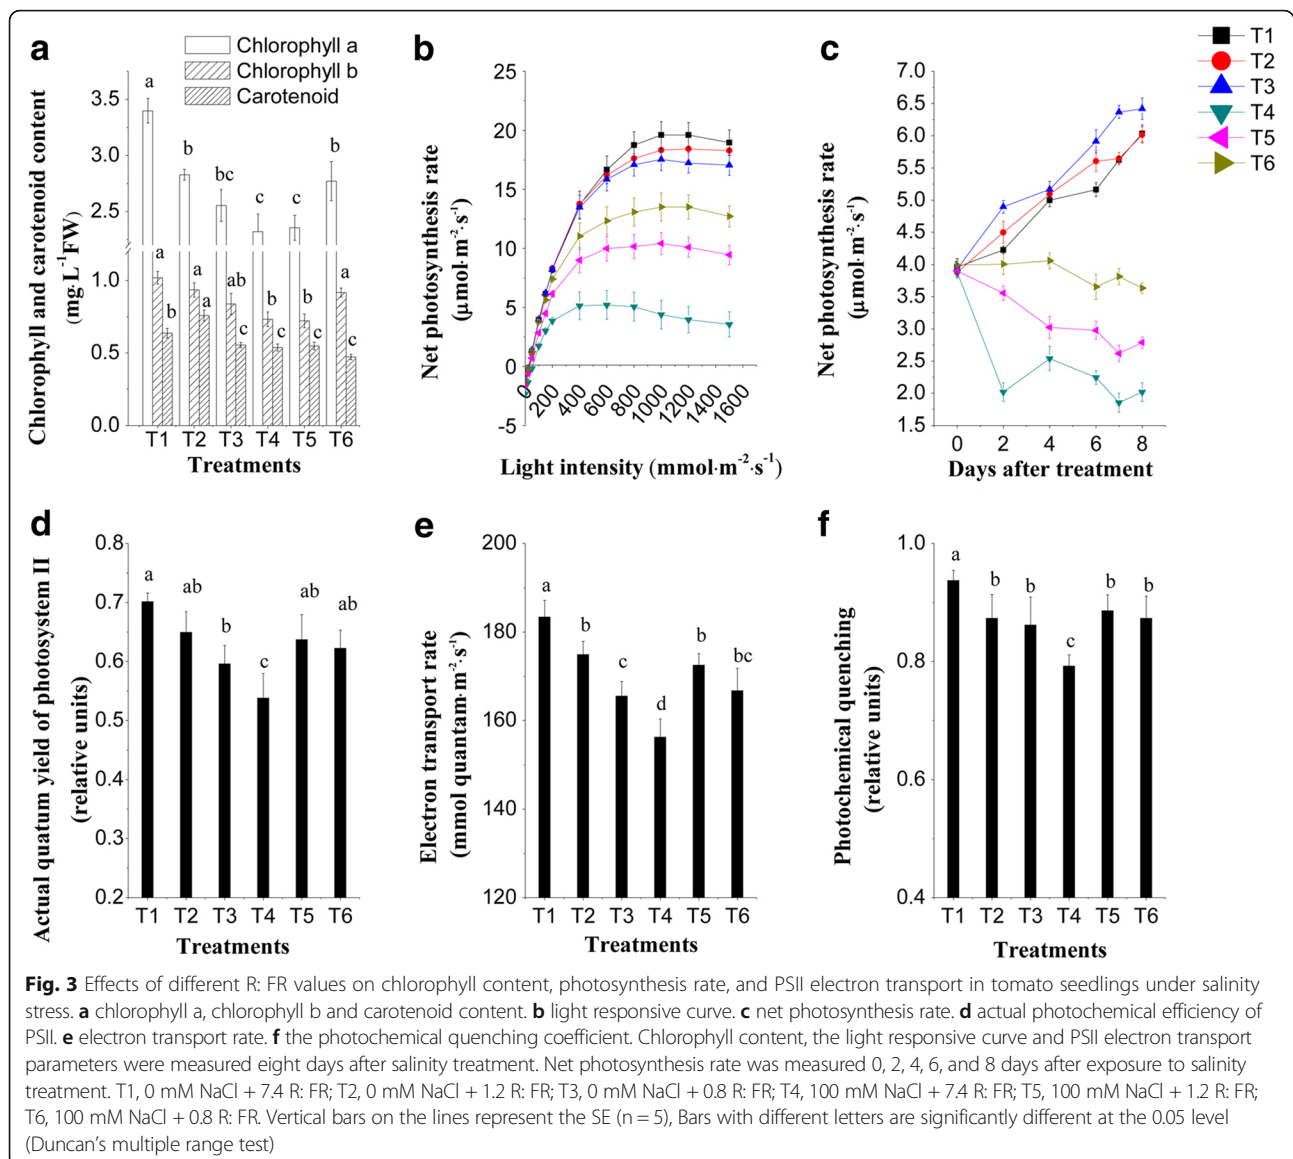 a
Chlorophyll a
Chlorophyll b
Carotenoid
Chlorophyll and carotenoid content
(mg·L⁻¹FW)
3.5
3.0
2.5
1.0
0.5
0.0
a
b
bc
c
c
b
a
a
ab
b
b
a
b
a
c
c
c
c
T1 T2 T3 T4 T5 T6
Treatments
b
Net photosynthesis rate
(μmol·m⁻²·s⁻¹)
25
20
15
10
5
0
-5
0 200 400 600 800 1000 1200 1400 1600
Light intensity (mmol·m⁻²·s⁻¹)
c
Net photosynthesis rate
(μmol·m⁻²·s⁻¹)
7.0
6.5
6.0
5.5
5.0
4.5
4.0
3.5
3.0
2.5
2.0
1.5
0 2 4 6 8
Days after treatment
T1
T2
T3
T4
T5
T6
d
Actual quatum yield of photosystem II
(relative units)
0.8
0.7
0.6
0.5
0.4
0.3
0.2
a
ab
b
c
ab
ab
T1 T2 T3 T4 T5 T6
Treatments
e
Electron transport rate
(mmol quantam·m⁻²·s⁻¹)
200
180
160
140
120
a
b
c
d
b
bc
T1 T2 T3 T4 T5 T6
Treatments
f
Photochemical quenching
(relative units)
1.0
0.8
0.6
0.4
a
b
b
c
b
b
T1 T2 T3 T4 T5 T6
Treatments
Fig. 3 Effects of different R: FR values on chlorophyll content, photosynthesis rate, and PSII electron transport in tomato seedlings under salinity
stress. a chlorophyll a, chlorophyll b and carotenoid content. b light responsive curve. c net photosynthesis rate. d actual photochemical efficiency of
PSII. e electron transport rate. f the photochemical quenching coefficient. Chlorophyll content, the light responsive curve and PSII electron transport
parameters were measured eight days after salinity treatment. Net photosynthesis rate was measured 0, 2, 4, 6, and 8 days after exposure to salinity
treatment. T1, 0 mM NaCl + 7.4 R: FR; T2, 0 mM NaCl + 1.2 R: FR; T3, 0 mM NaCl + 0.8 R: FR; T4, 100 mM NaCl + 7.4 R: FR; T5, 100 mM NaCl + 1.2 R: FR;
T6, 100 mM NaCl + 0.8 R: FR. Vertical bars on the lines represent the SE (n = 5), Bars with different letters are significantly different at the 0.05 level
(Duncan's multiple range test)